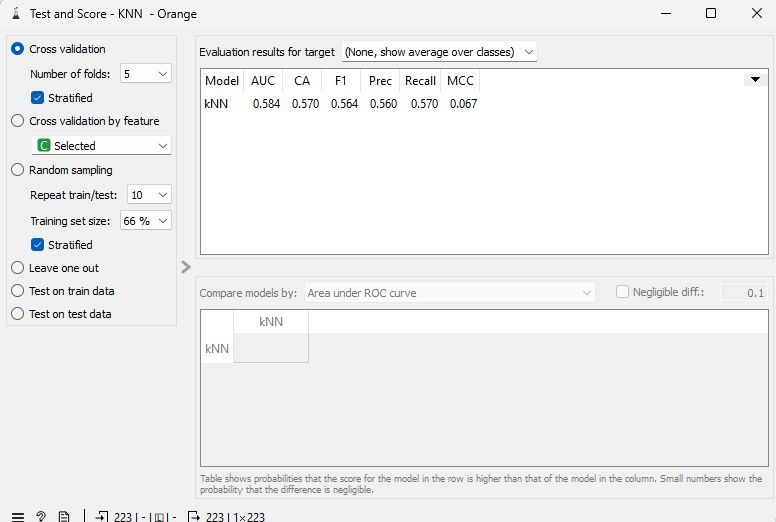 Test and Score - KNN - Orange
Cross validation
Number of folds: 5
Stratified
Cross validation by feature
C Selected
Random sampling
Repeat train/test: 10
Training set size: 66 %
Stratified
Leave one out
Test on train data
Test on test data
Evaluation results for target (None, show average over classes)
Model AUC CA F1 Prec Recall MCC
kNN 0.584 0.570 0.564 0.560 0.570 0.067
Compare models by: Area under ROC curve Negligible diff.: 0.1
kNN
kNN
Table shows probabilities that the score for the model in the row is higher than that of the model in the column. Small numbers show the
probability that the difference is negligible.
223 | - | - 223 | 1×223